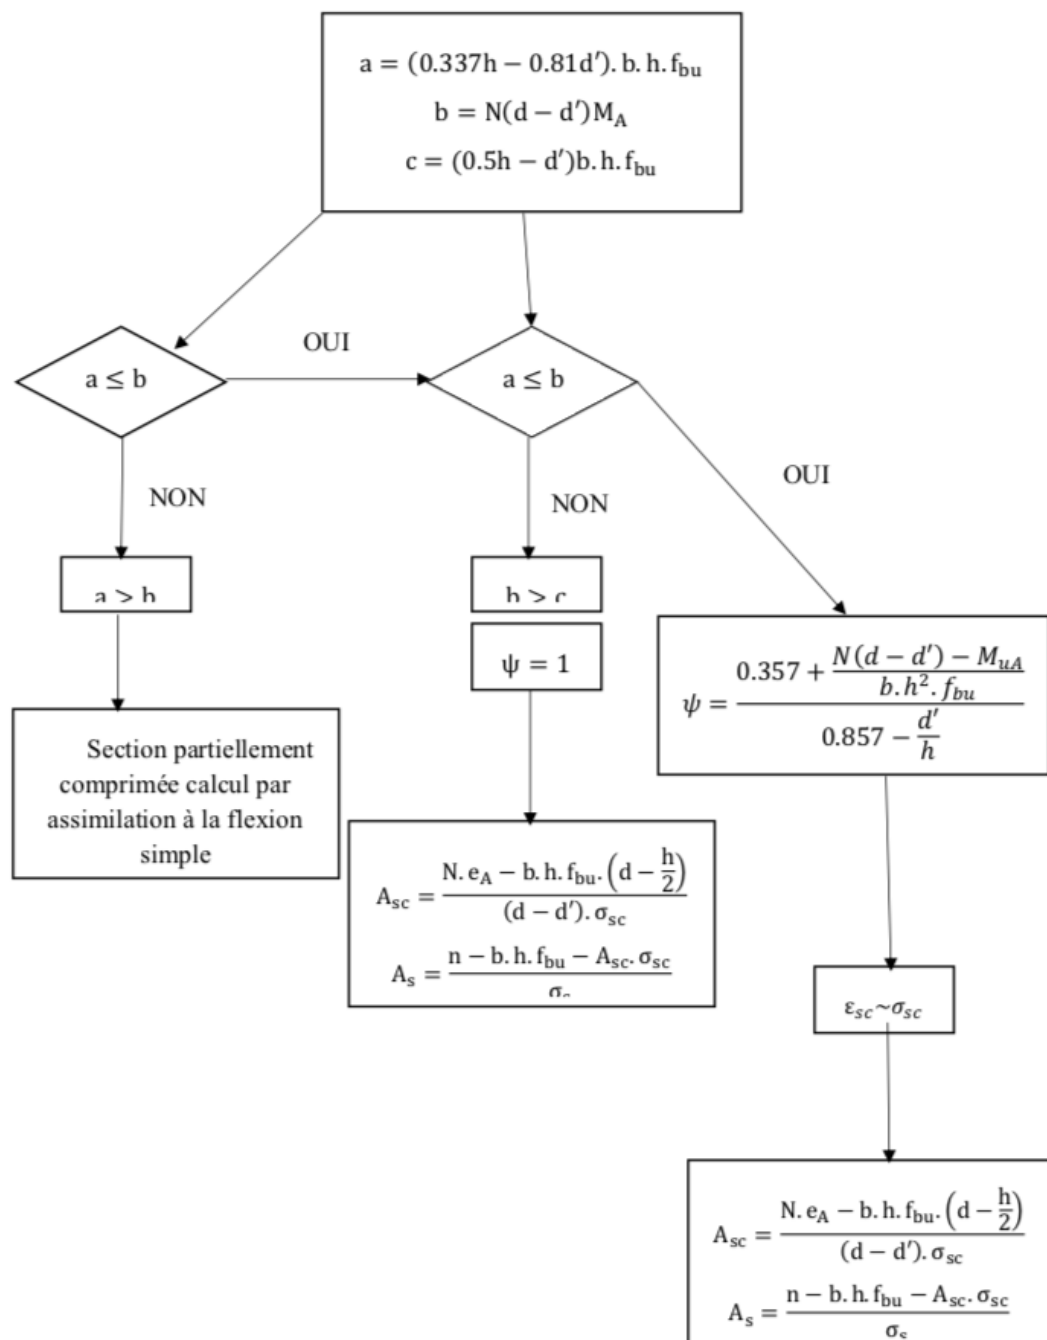 a = (0.337h − 0.81d′). b. h. f_bu
b = N(d − d′)M_A
c = (0.5h − d′)b. h. f_bu
OUI
a ≤ b
a ≤ b
OUI
NON
NON
a > b
b > c
ψ = 1
ψ = (0.357 + (N(d − d′) − M_uA)/(b. h². f_bu))/(0.857 − d′/h)
Section partiellement
comprimée calcul par
assimilation à la flexion
simple
A_sc = (N. e_A − b. h. f_bu. (d − h/2))/((d − d′). σ_sc)
A_s = (n − b. h. f_bu − A_sc. σ_sc)/σ_s
ε_sc~σ_sc
A_sc = (N. e_A − b. h. f_bu. (d − h/2))/((d − d′). σ_sc)
A_s = (n − b. h. f_bu − A_sc. σ_sc)/σ_s